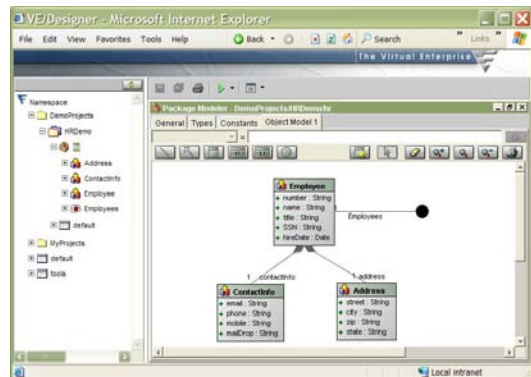 VE/Designer - Microsoft Internet Explorer
File Edit View Favorites Tools Help
Back
Search
Links
The Virtual Enterprise
Namespace
DemoProjects
HRDemo
Address
ContactInfo
Employee
Employees
default
MyProjects
default
tools
Package Modeler - DemoProjects/HRDemo.hr
General Types Constants Object Model 1
=
Employee
+ number : String
+ name : String
+ title : String
+ SSN : String
+ hireDate : Date
1
Employees
1 contactInfo
1 address
ContactInfo
+ email : String
+ phone : String
+ mobile : String
+ mailDrop : String
Address
+ street : String
+ city : String
+ zip : String
+ state : String
Local intranet